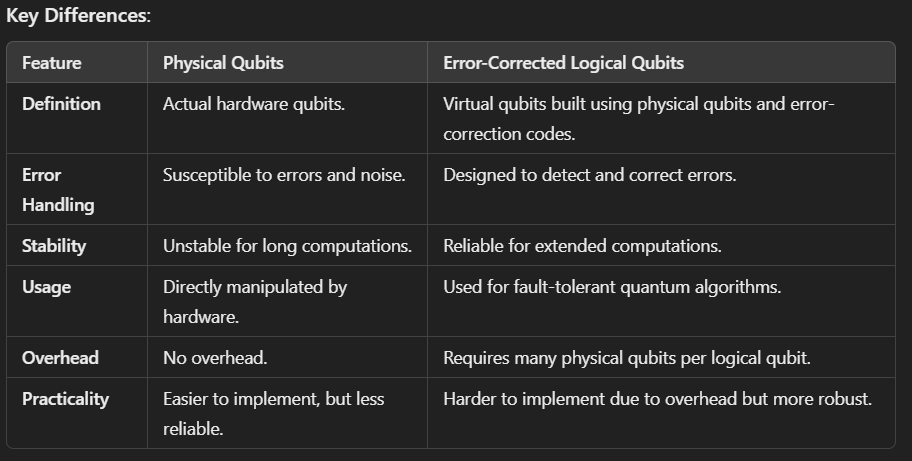 Key Differences:
Feature Physical Qubits Error-Corrected Logical Qubits
Definition Actual hardware qubits. Virtual qubits built using physical qubits and error-
correction codes.
Error Susceptible to errors and noise. Designed to detect and correct errors.
Handling
Stability Unstable for long computations. Reliable for extended computations.
Usage Directly manipulated by Used for fault-tolerant quantum algorithms.
hardware.
Overhead No overhead. Requires many physical qubits per logical qubit.
Practicality Easier to implement, but less Harder to implement due to overhead but more robust.
reliable.